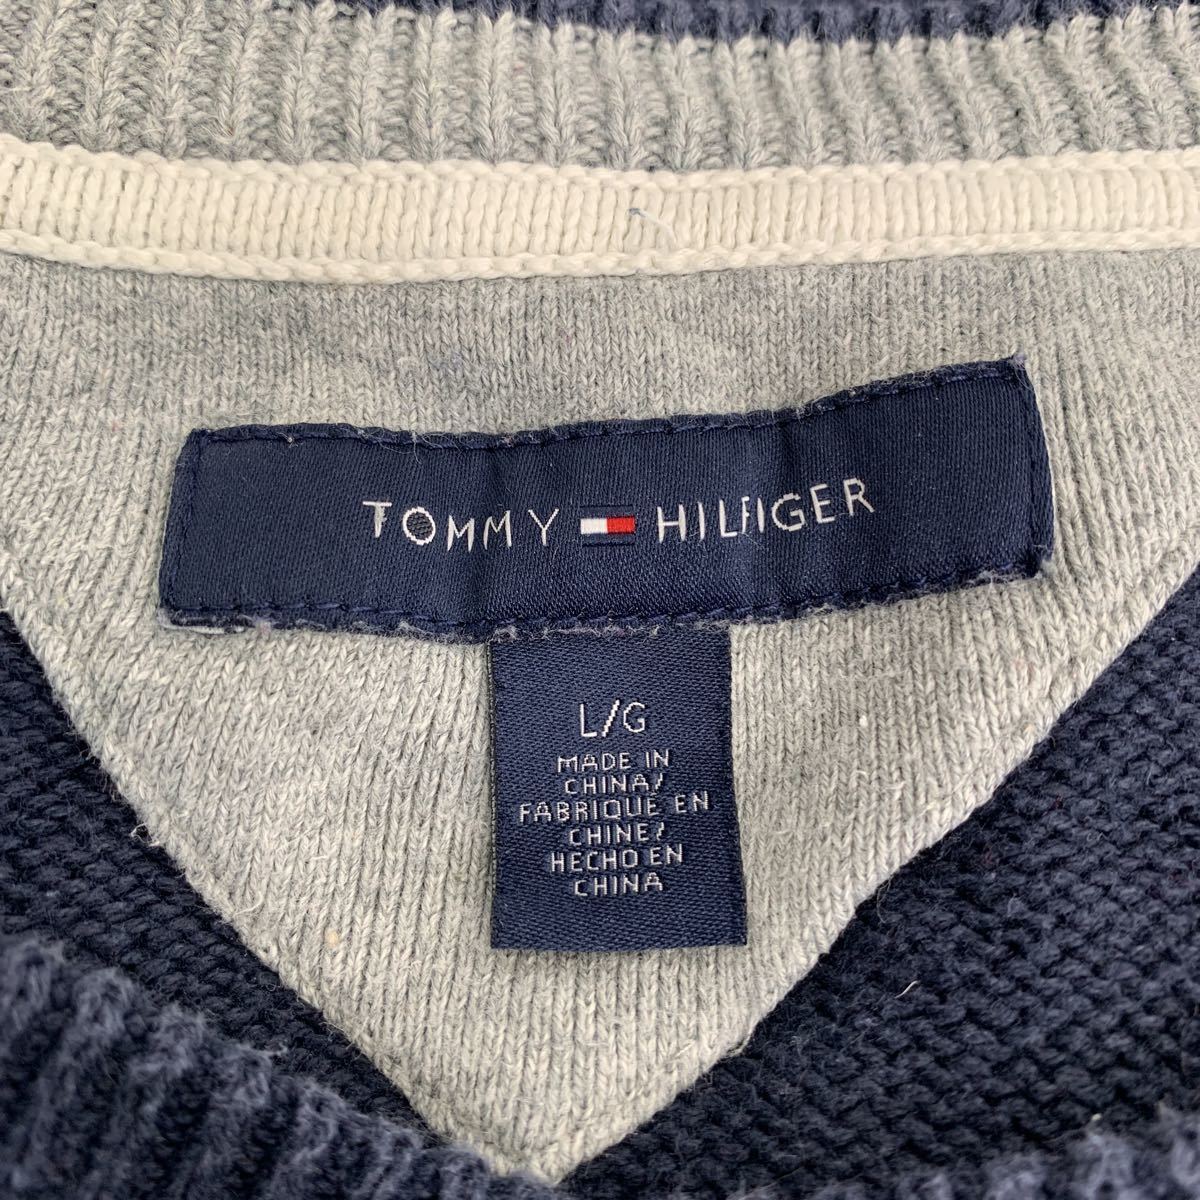 TOMMY HILFIGER
L/G
MADE IN
CHINA/
FABRIQUE EN
CHINE/
HECHO EN
CHINA